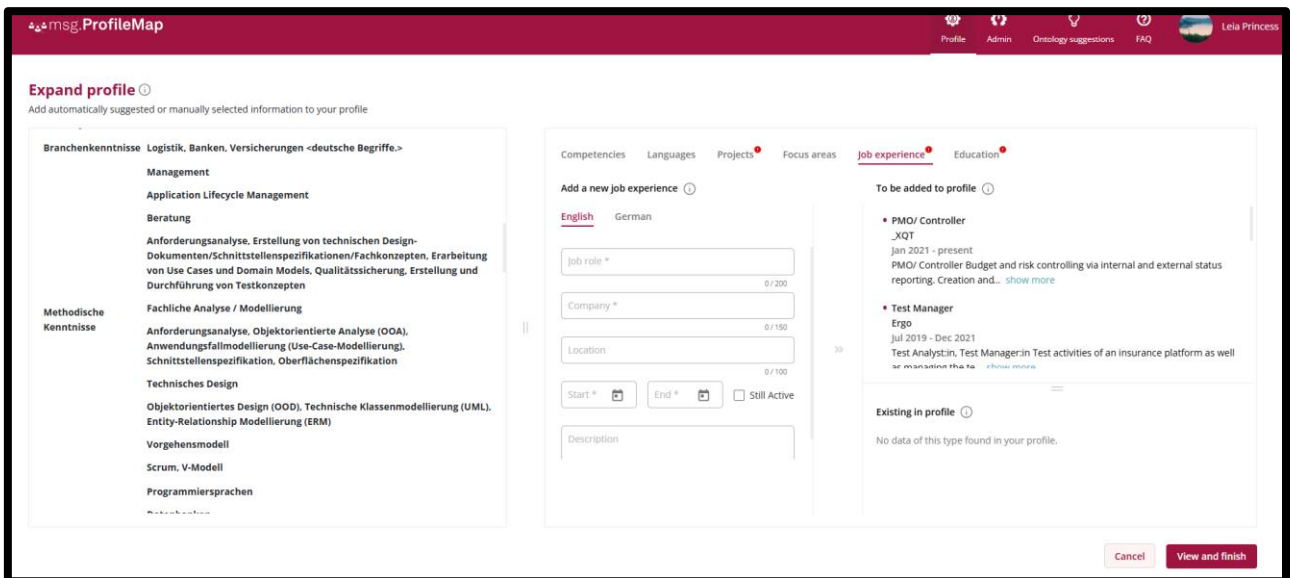 msg.ProfileMap
Profile
Admin
Ontology suggestions
FAQ
Leia Princess
Expand profile
Add automatically suggested or manually selected information to your profile
Branchenkenntnisse
Logistik, Banken, Versicherungen <deutsche Begriffe.>
Management
Application Lifecycle Management
Beratung
Anforderungsanalyse, Erstellung von technischen Design-
Dokumenten/Schnittstellenspezifikationen/Fachkonzepten, Erarbeitung
von Use Cases und Domain Models, Qualitätssicherung, Erstellung und
Durchführung von Testkonzepten
Methodische
Kenntnisse
Fachliche Analyse / Modellierung
Anforderungsanalyse, Objektorientierte Analyse (OOA),
Anwendungsfallmodellierung (Use-Case-Modellierung),
Schnittstellenspezifikation, Oberflächenspezifikation
Technisches Design
Objektorientiertes Design (OOD), Technische Klassenmodellierung (UML),
Entity-Relationship Modellierung (ERM)
Vorgehensmodell
Scrum, V-Modell
Programmiersprachen
Competencies
Languages
Projects
Focus areas
Job experience
Education
Add a new job experience
English
German
Job role *
0 / 200
Company *
0 / 150
Location
0 / 100
Start *
End *
Still Active
Description
To be added to profile
• PMO/ Controller
_XQT
Jan 2021 - present
PMO/ Controller Budget and risk controlling via internal and external status
reporting. Creation and... show more
• Test Manager
Ergo
Jul 2019 - Dec 2021
Test Analyst:in, Test Manager:in Test activities of an insurance platform as well
as managing the te... show more
Existing in profile
No data of this type found in your profile.
Cancel
View and finish